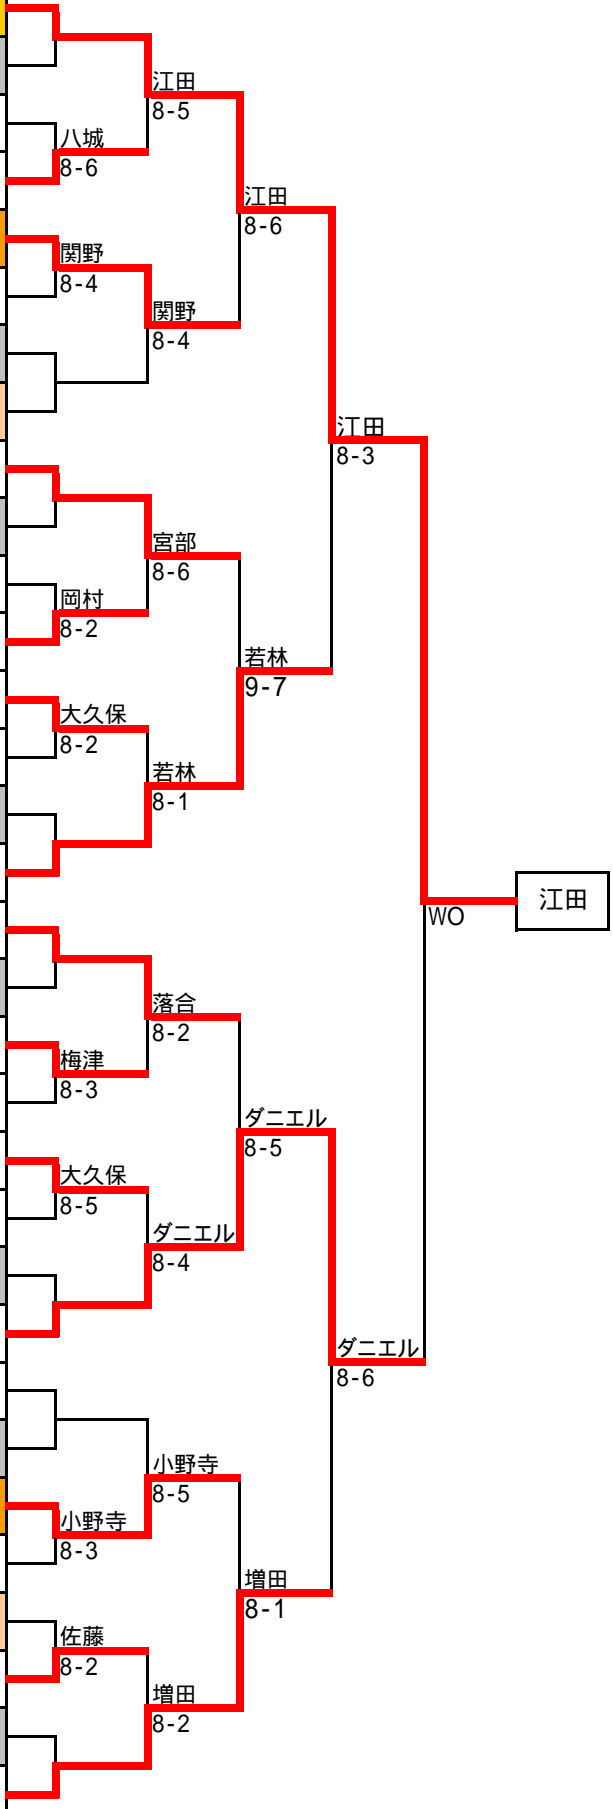 江田
8-5
八城
8-6
江田
8-6
関野
8-4
関野
8-4
江田
8-3
宮部
8-6
岡村
8-2
若林
9-7
大久保
8-2
若林
8-1
江田
WO
落合
8-2
梅津
8-3
ダニエル
8-5
大久保
8-5
ダニエル
8-4
ダニエル
8-6
小野寺
8-5
小野寺
8-3
増田
8-1
佐藤
8-2
増田
8-2